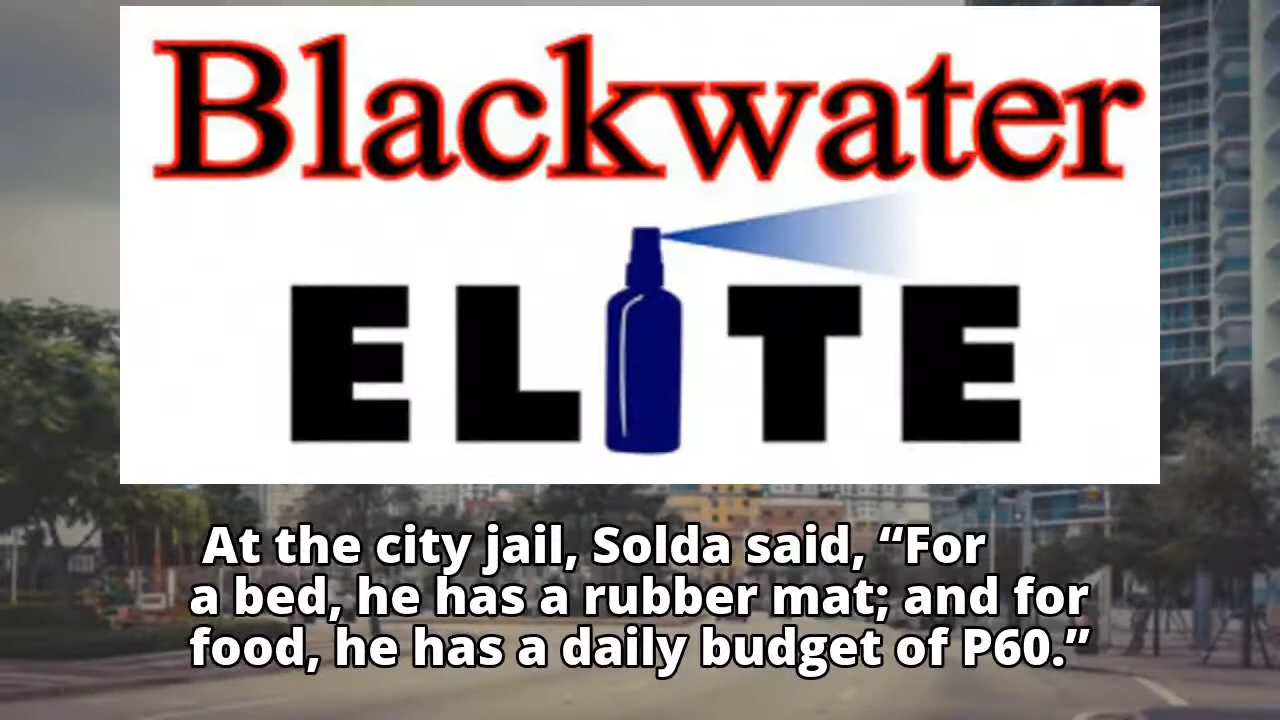 Blackwater
ELITE
At the city jail, Solda said, “For
a bed, he has a rubber mat; and for
food, he has a daily budget of P60.”